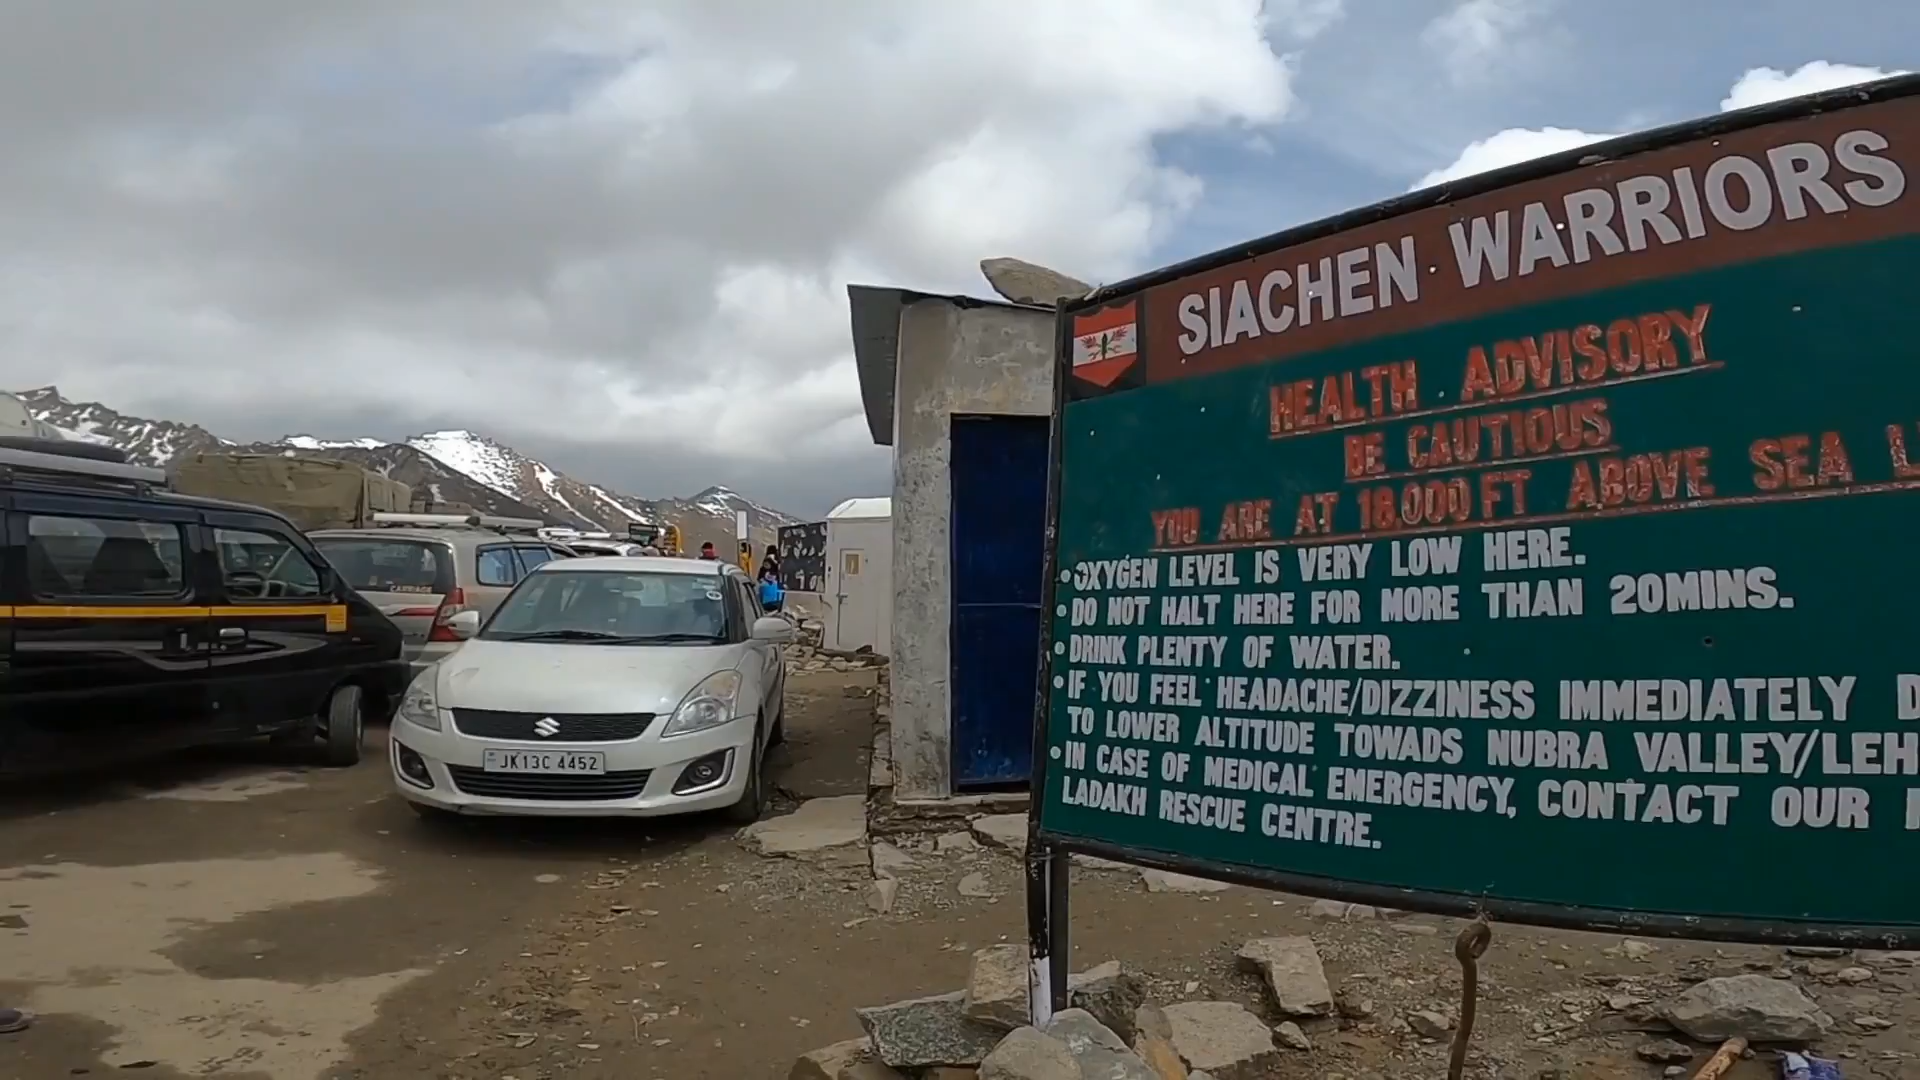 SIACHEN WARRIORS
HEALTH ADVISORY
BE CAUTIOUS
YOU ARE AT 18.000 FT ABOVE SEA
• OXYGEN LEVEL IS VERY LOW HERE.
• DO NOT HALT HERE FOR MORE THAN 20MINS.
• DRINK PLENTY OF WATER.
• IF YOU FEEL HEADACHE/DIZZINESS IMMEDIATELY
TO LOWER ALTITUDE TOWADS NUBRA VALLEY/LEH
• IN CASE OF MEDICAL EMERGENCY, CONTACT OUR
LADAKH RESCUE CENTRE.
CARRIAGE
JK13C 4452